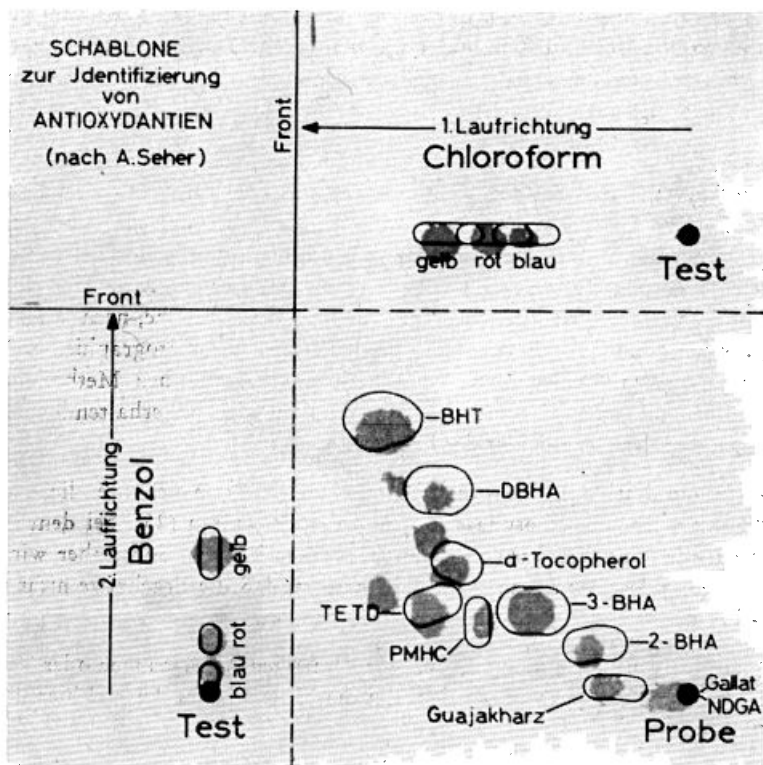 SCHABLONE
zur Jdentifizierung
von
ANTIOXYDANTIEN
(nach A.Seher)
Front
1.Laufrichtung
Chloroform
gelb rot blau
Test
Front
2.Laufrichtung
Benzol
gelb
rot
blau
Test
BHT
DBHA
α-Tocopherol
TETD
3-BHA
PMHC
2-BHA
Guajakharz
Gallat
NDGA
Probe